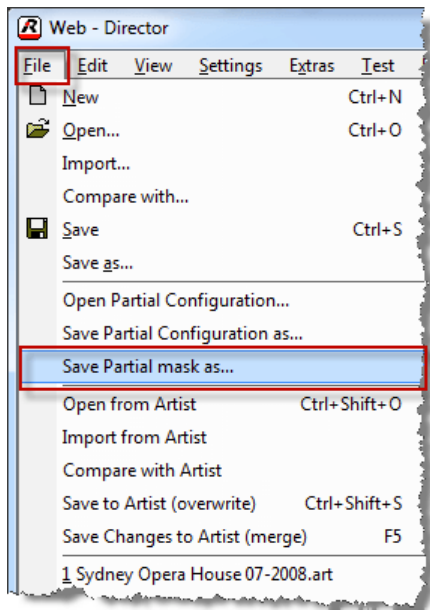 R Web - Director
File Edit View Settings Extras Test
New Ctrl+N
Open... Ctrl+O
Import...
Compare with...
Save Ctrl+S
Save as...
Open Partial Configuration...
Save Partial Configuration as...
Save Partial mask as...
Open from Artist Ctrl+Shift+O
Import from Artist
Compare with Artist
Save to Artist (overwrite) Ctrl+Shift+S
Save Changes to Artist (merge) F5
1 Sydney Opera House 07-2008.art